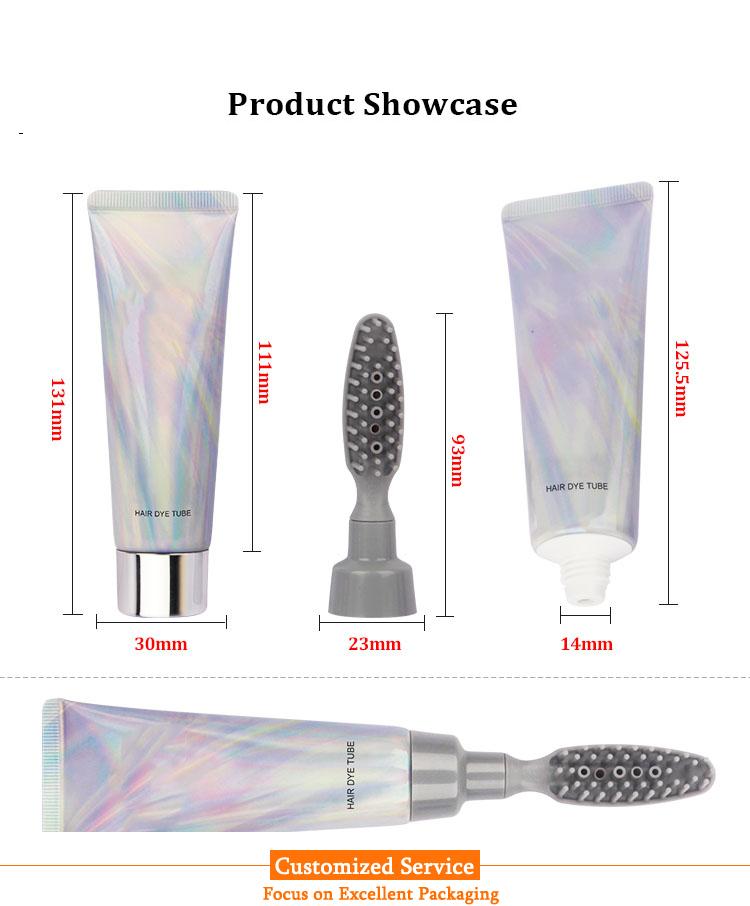 Product Showcase
131mm
111mm
93mm
125.5mm
HAIR DYE TUBE
HAIR DYE TUBE
30mm
23mm
14mm
HAIR DYE TUBE
Customized Service
Focus on Excellent Packaging